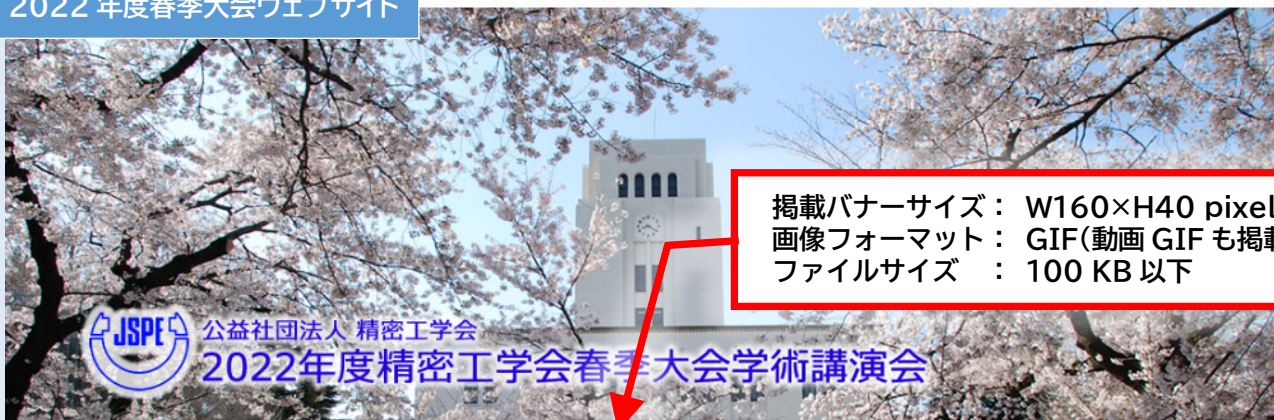 2022 年度春季大会ウェブサイト
掲載バナーサイズ： W160×H40 pixel
画像フォーマット： GIF(動画 GIF も掲載
ファイルサイズ ： 100 KB 以下
JSPE 公益社団法人 精密工学会
2022年度精密工学会春季大会学術講演会